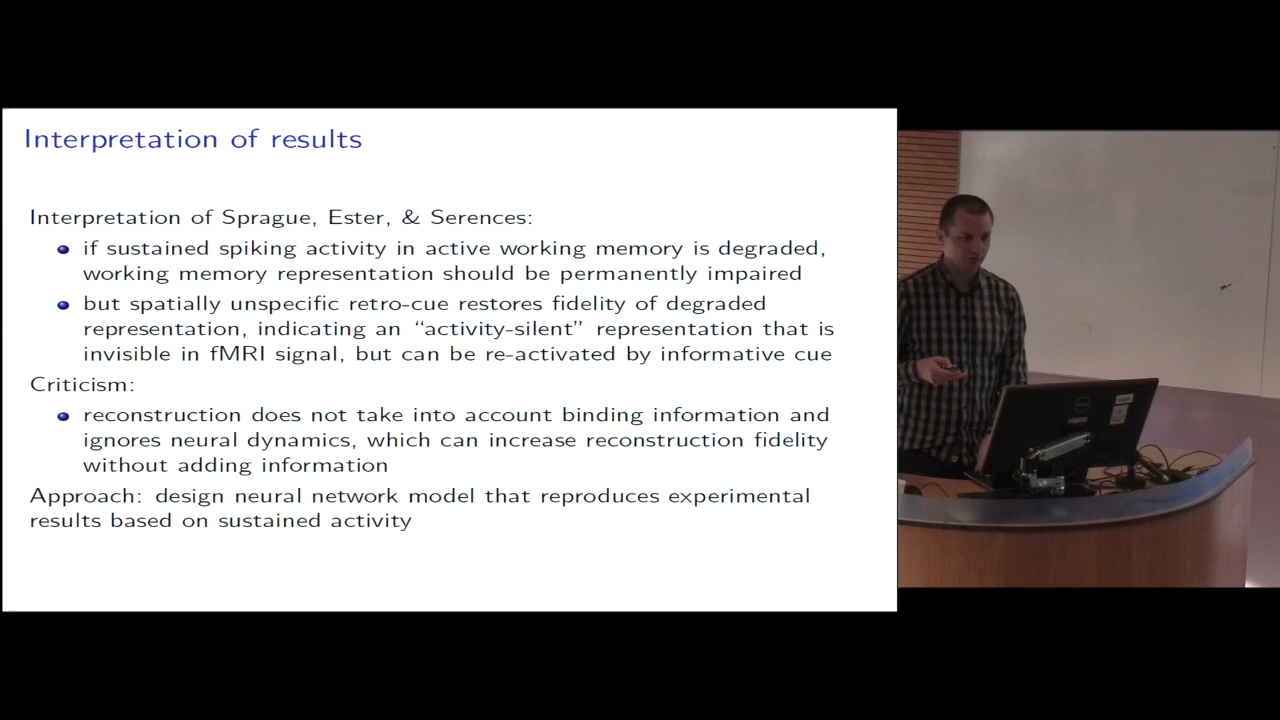 Interpretation of results
Interpretation of Sprague, Ester, & Serences:
if sustained spiking activity in active working memory is degraded,
working memory representation should be permanently impaired
but spatially unspecific retro-cue restores fidelity of degraded
representation, indicating an “activity-silent” representation that is
invisible in fMRI signal, but can be re-activated by informative cue
Criticism:
reconstruction does not take into account binding information and
ignores neural dynamics, which can increase reconstruction fidelity
without adding information
Approach: design neural network model that reproduces experimental
results based on sustained activity